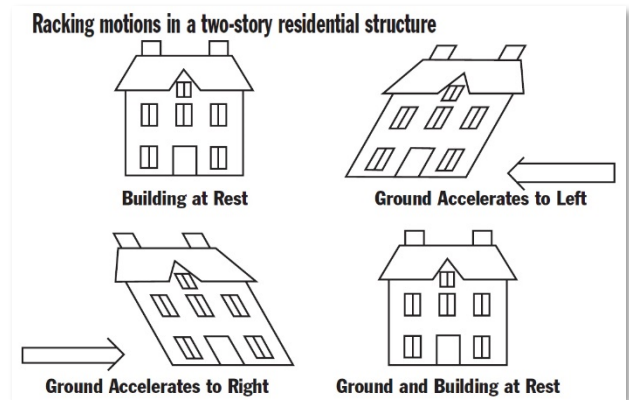 Racking motions in a two-story residential structure
Building at Rest
Ground Accelerates to Left
Ground Accelerates to Right
Ground and Building at Rest